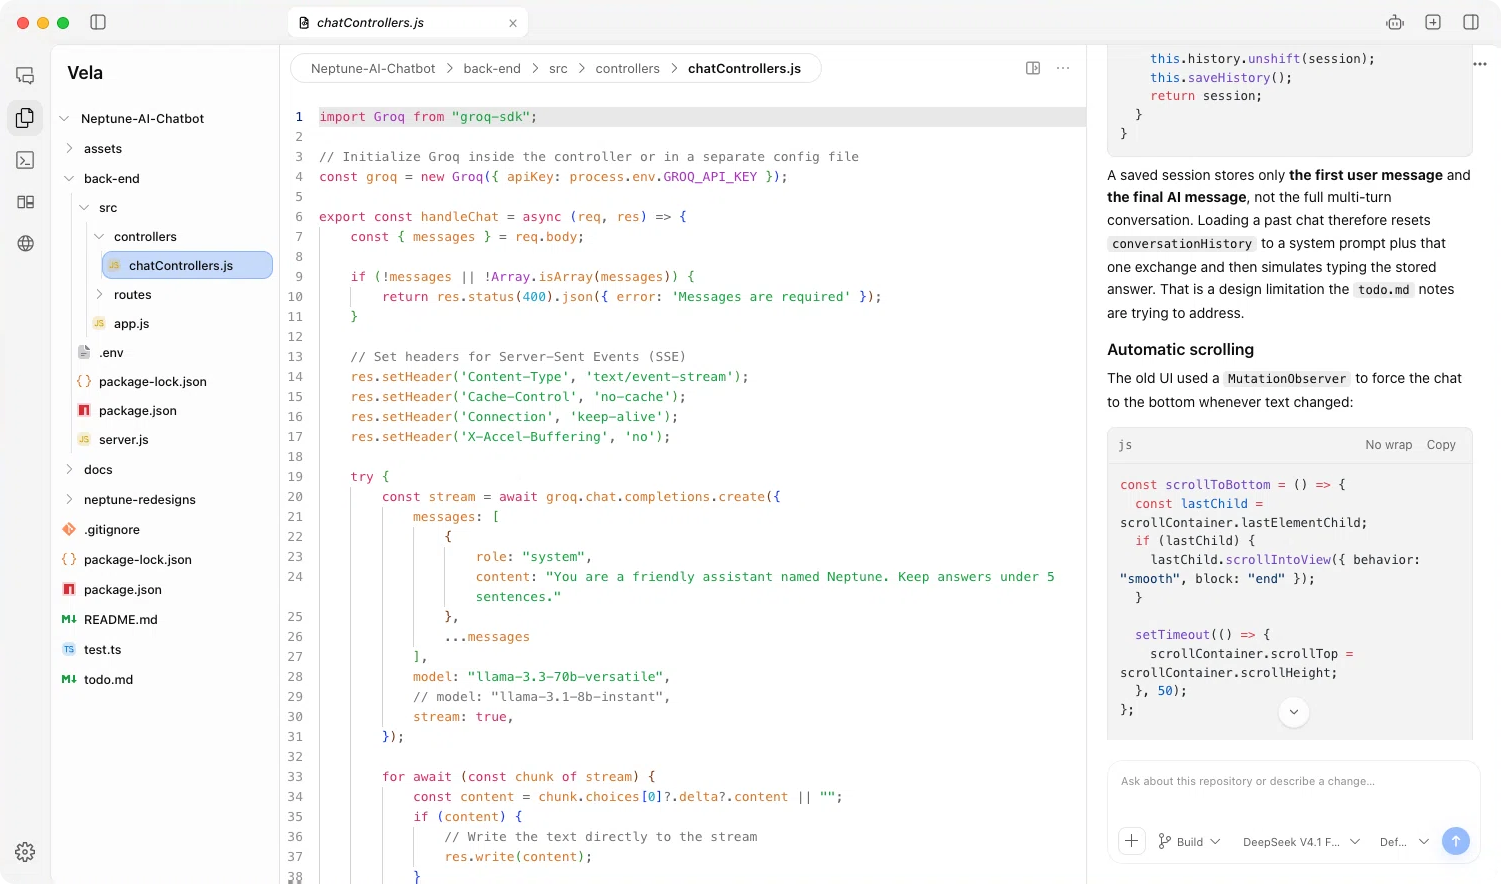 chatControllers.js
Vela
Neptune-AI-Chatbot
assets
back-end
src
controllers
JS chatControllers.js
routes
JS app.js
.env
{} package-lock.json
package.json
JS server.js
docs
neptune-redesigns
.gitignore
{} package-lock.json
package.json
M↓ README.md
TS test.ts
M↓ todo.md
Neptune-AI-Chatbot > back-end > src > controllers > chatControllers.js
1 import Groq from "groq-sdk";
2
3 // Initialize Groq inside the controller or in a separate config file
4 const groq = new Groq({ apiKey: process.env.GROQ_API_KEY });
5
6 export const handleChat = async (req, res) => {
7 const { messages } = req.body;
8
9 if (!messages || !Array.isArray(messages)) {
10 return res.status(400).json({ error: 'Messages are required' });
11 }
12
13 // Set headers for Server-Sent Events (SSE)
14 res.setHeader('Content-Type', 'text/event-stream');
15 res.setHeader('Cache-Control', 'no-cache');
16 res.setHeader('Connection', 'keep-alive');
17 res.setHeader('X-Accel-Buffering', 'no');
18
19 try {
20 const stream = await groq.chat.completions.create({
21 messages: [
22 {
23 role: "system",
24 content: "You are a friendly assistant named Neptune. Keep answers under 5
sentences."
25 },
26 ...messages
27 ],
28 model: "llama-3.3-70b-versatile",
29 // model: "llama-3.1-8b-instant",
30 stream: true,
31 });
32
33 for await (const chunk of stream) {
34 const content = chunk.choices[0]?.delta?.content || "";
35 if (content) {
36 // Write the text directly to the stream
37 res.write(content);
38 }
this.history.unshift(session);
this.saveHistory();
return session;
}
}
A saved session stores only the first user message and
the final AI message, not the full multi-turn
conversation. Loading a past chat therefore resets
conversationHistory to a system prompt plus that
one exchange and then simulates typing the stored
answer. That is a design limitation the todo.md notes
are trying to address.
Automatic scrolling
The old UI used a MutationObserver to force the chat
to the bottom whenever text changed:
js No wrap Copy
const scrollToBottom = () => {
const lastChild =
scrollContainer.lastElementChild;
if (lastChild) {
lastChild.scrollIntoView({ behavior:
"smooth", block: "end" });
}
setTimeout(() => {
scrollContainer.scrollTop =
scrollContainer.scrollHeight;
}, 50);
};
Ask about this repository or describe a change...
Build DeepSeek V4.1 F... Def...